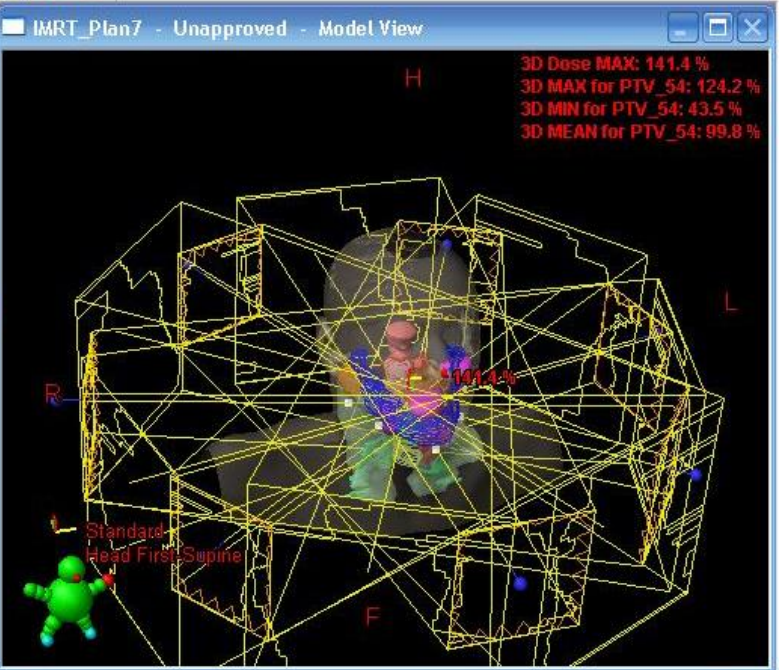 IMRT_Plan7 - Unapproved - Model View
3D Dose MAX: 141.4 %
3D MAX for PTV_54: 124.2 %
3D MIN for PTV_54: 43.5 %
3D MEAN for PTV_54: 99.8 %
H
L
141.4 %
R
Standard
Head First-Supine
F